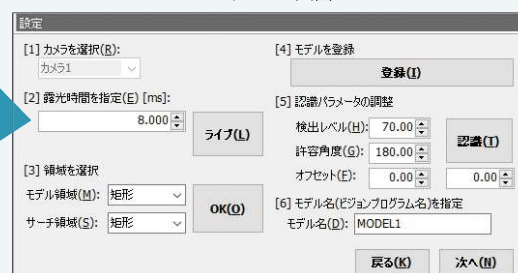 設定
[1] カメラを選択(R):
カメラ1
[2] 露光時間を指定(E) [ms]:
8.000
ライブ(L)
[3] 領域を選択
モデル領域(M): 矩形
サーチ領域(S): 矩形
OK(O)
[4] モデルを登録
登録(I)
[5] 認識パラメータの調整
検出レベル(H): 70.00
許容角度(G): 180.00
認識(T)
オフセット(F): 0.00 0.00
[6] モデル名(ビジョンプログラム名)を指定
モデル名(D): MODEL1
戻る(K) 次へ(N)